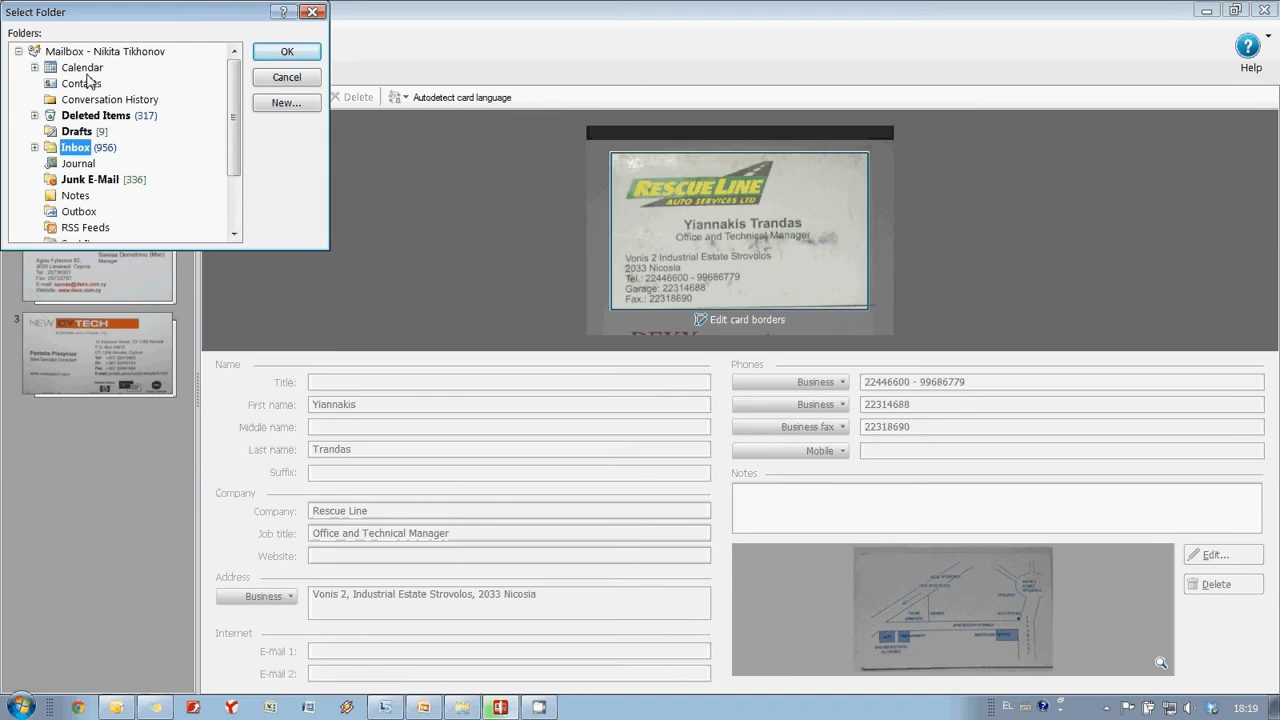 Select Folder
Folders:
Mailbox - Nikita Tikhonov
OK
Calendar
Contacts
Cancel
Conversation History
New...
Deleted Items (317)
Drafts [9]
Inbox (956)
Journal
Junk E-Mail [336]
Notes
Outbox
RSS Feeds
Help
Delete
Autodetect card language
RESCUE LINE
AUTO SERVICES LTD
Yiannakis Trandas
Office and Technical Manager
Vonis 2 Industrial Estate Strovolos
2033 Nicosia
Tel.: 22446600 - 99686779
Garage: 22314688
Fax.: 22318690
Edit card borders
Manager
3
NEW CYTECH
Name
Title:
First name: Yiannakis
Middle name:
Last name: Trandas
Suffix:
Company
Company: Rescue Line
Job title: Office and Technical Manager
Website:
Address
Business Vonis 2, Industrial Estate Strovolos, 2033 Nicosia
Internet
E-mail 1:
E-mail 2:
Phones
Business 22446600 - 99686779
Business 22314688
Business fax 22318690
Mobile
Notes
Edit...
Delete
EL
18:19